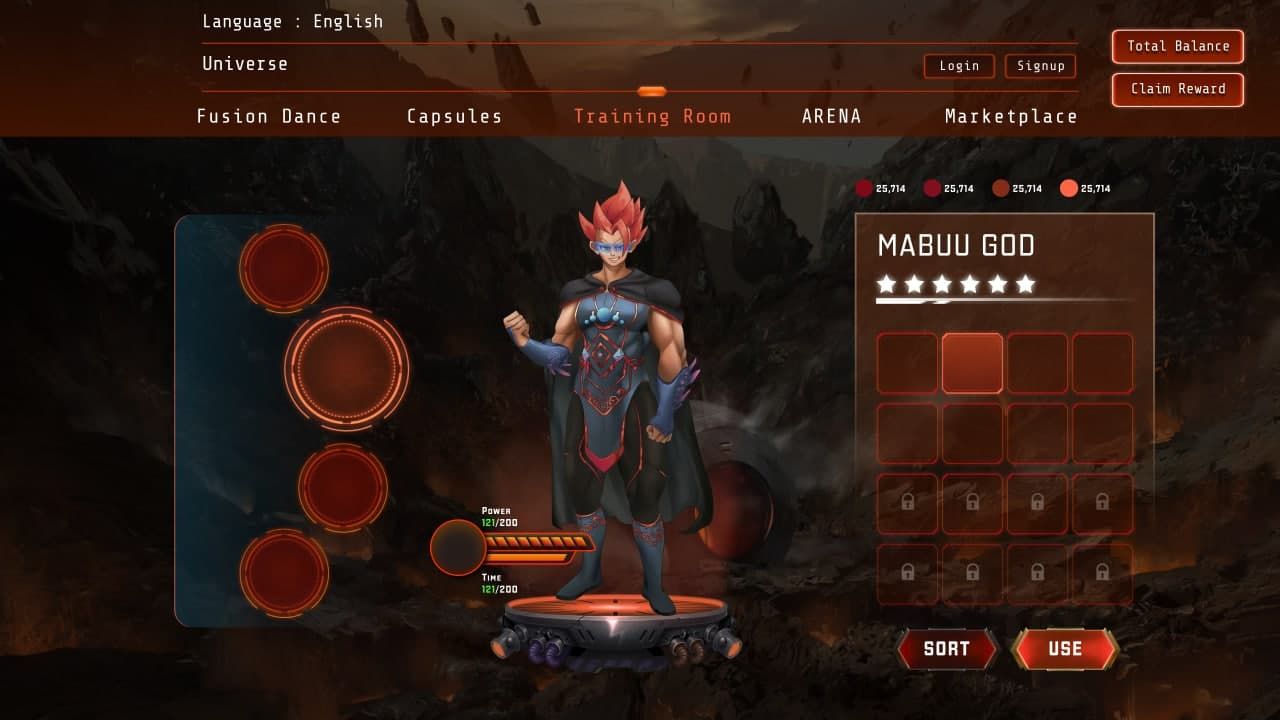 Language : English
Total Balance
Universe
Login
Signup
Claim Reward
Fusion Dance
Capsules
Training Room
ARENA
Marketplace
25,714
25,714
25,714
25,714
MABUU GOD
Power
121/200
Time
121/200
SORT
USE